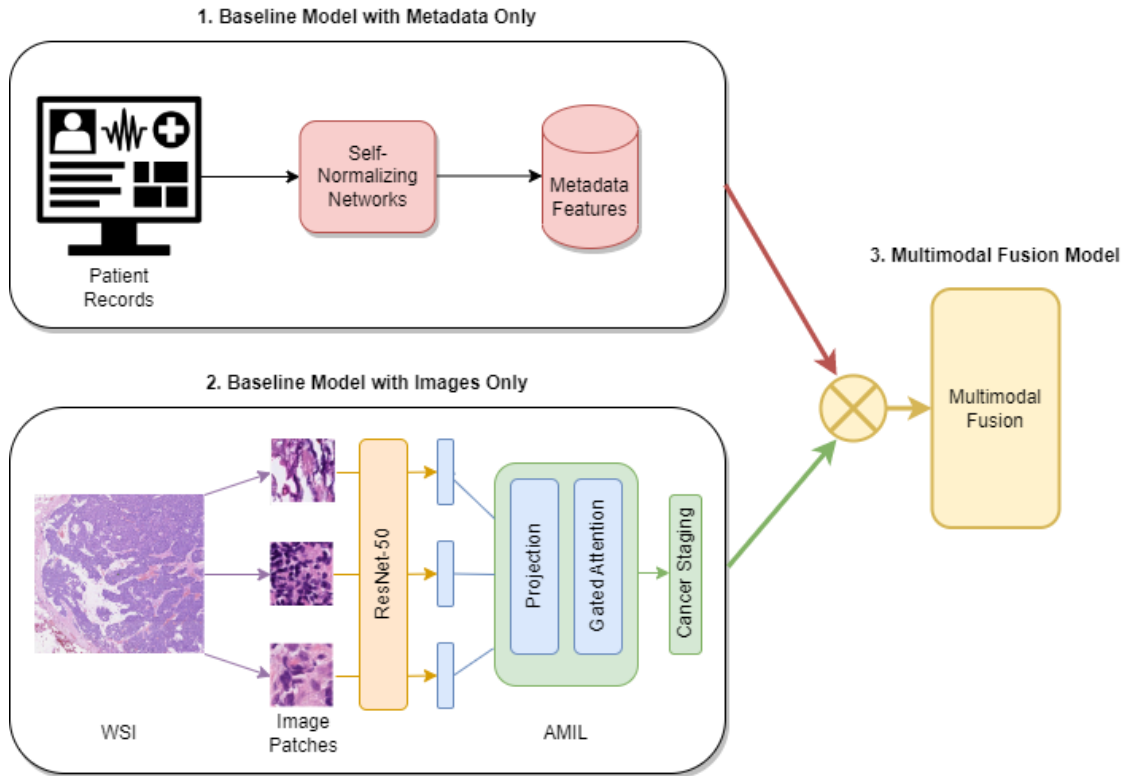 1. Baseline Model with Metadata Only
Self-
Normalizing
Networks
Metadada
Features
Patient
Records
3. Multimodal Fusion Model
Multimodal
Fusion
2. Baseline Model with Images Only
ResNet-50
Projection
Gated Attention
Cancer Staging
WSI
Image
Patches
AMIL